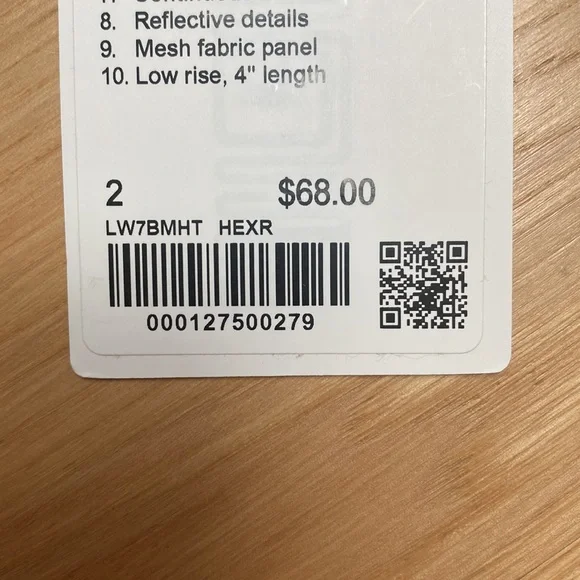 8. Reflective details
9. Mesh fabric panel
10. Low rise, 4" length
2 $68.00
LW7BMHT HEXR
000127500279